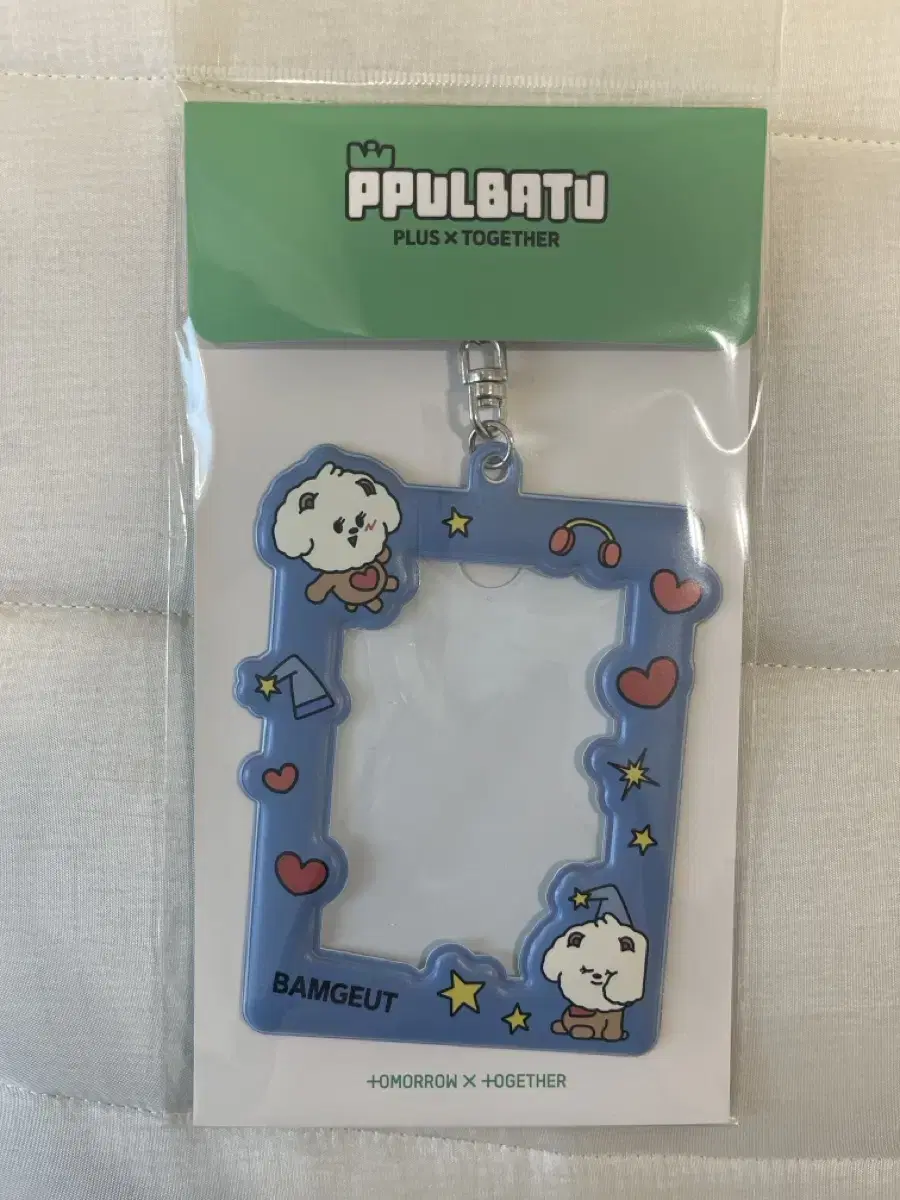 PPULBATU
PLUS × TOGETHER
BAMGEUT
TOMORROW × TOGETHER